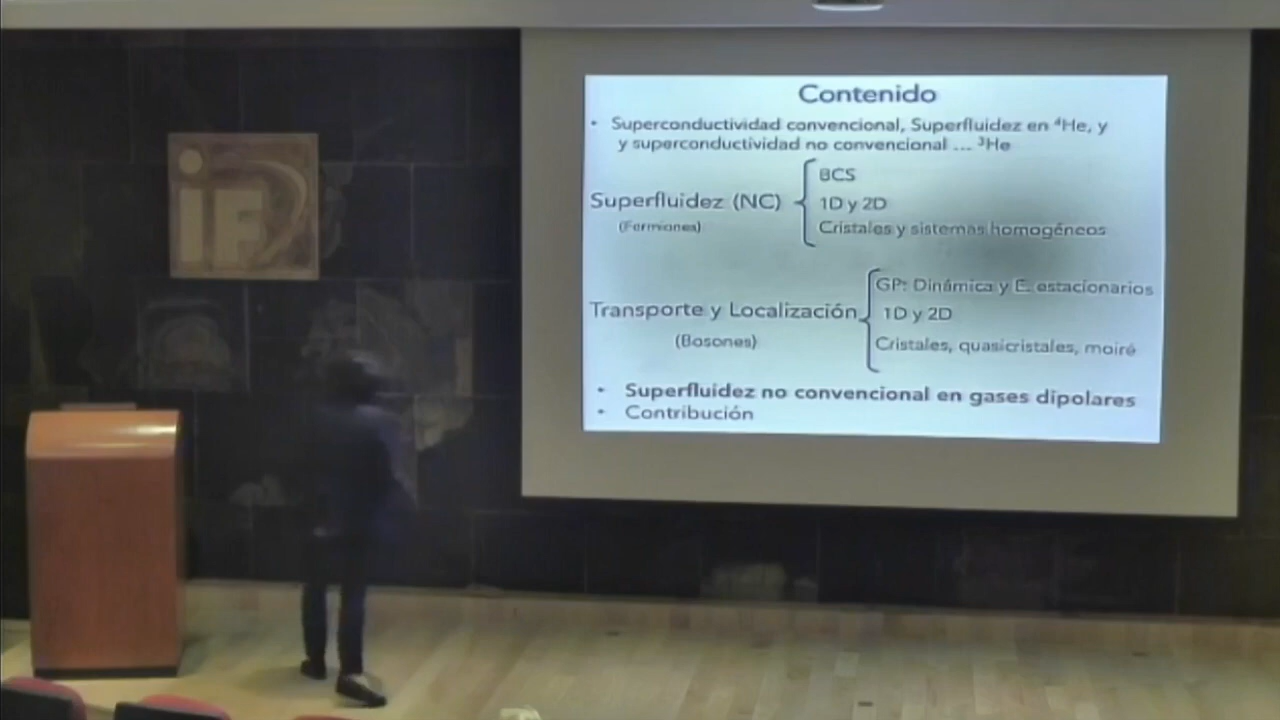 iF
Contenido
• Superconductividad convencional, Superfluidez en ⁴He, y
y superconductividad no convencional ... ³He
Superfluidez (NC)
(Fermiones)
BCS
1D y 2D
Cristales y sistemas homogéneos
Transporte y Localización
(Bosones)
GP: Dinámica y E. estacionarios
1D y 2D
Cristales, quasicristales, moiré
• Superfluidez no convencional en gases dipolares
• Contribución